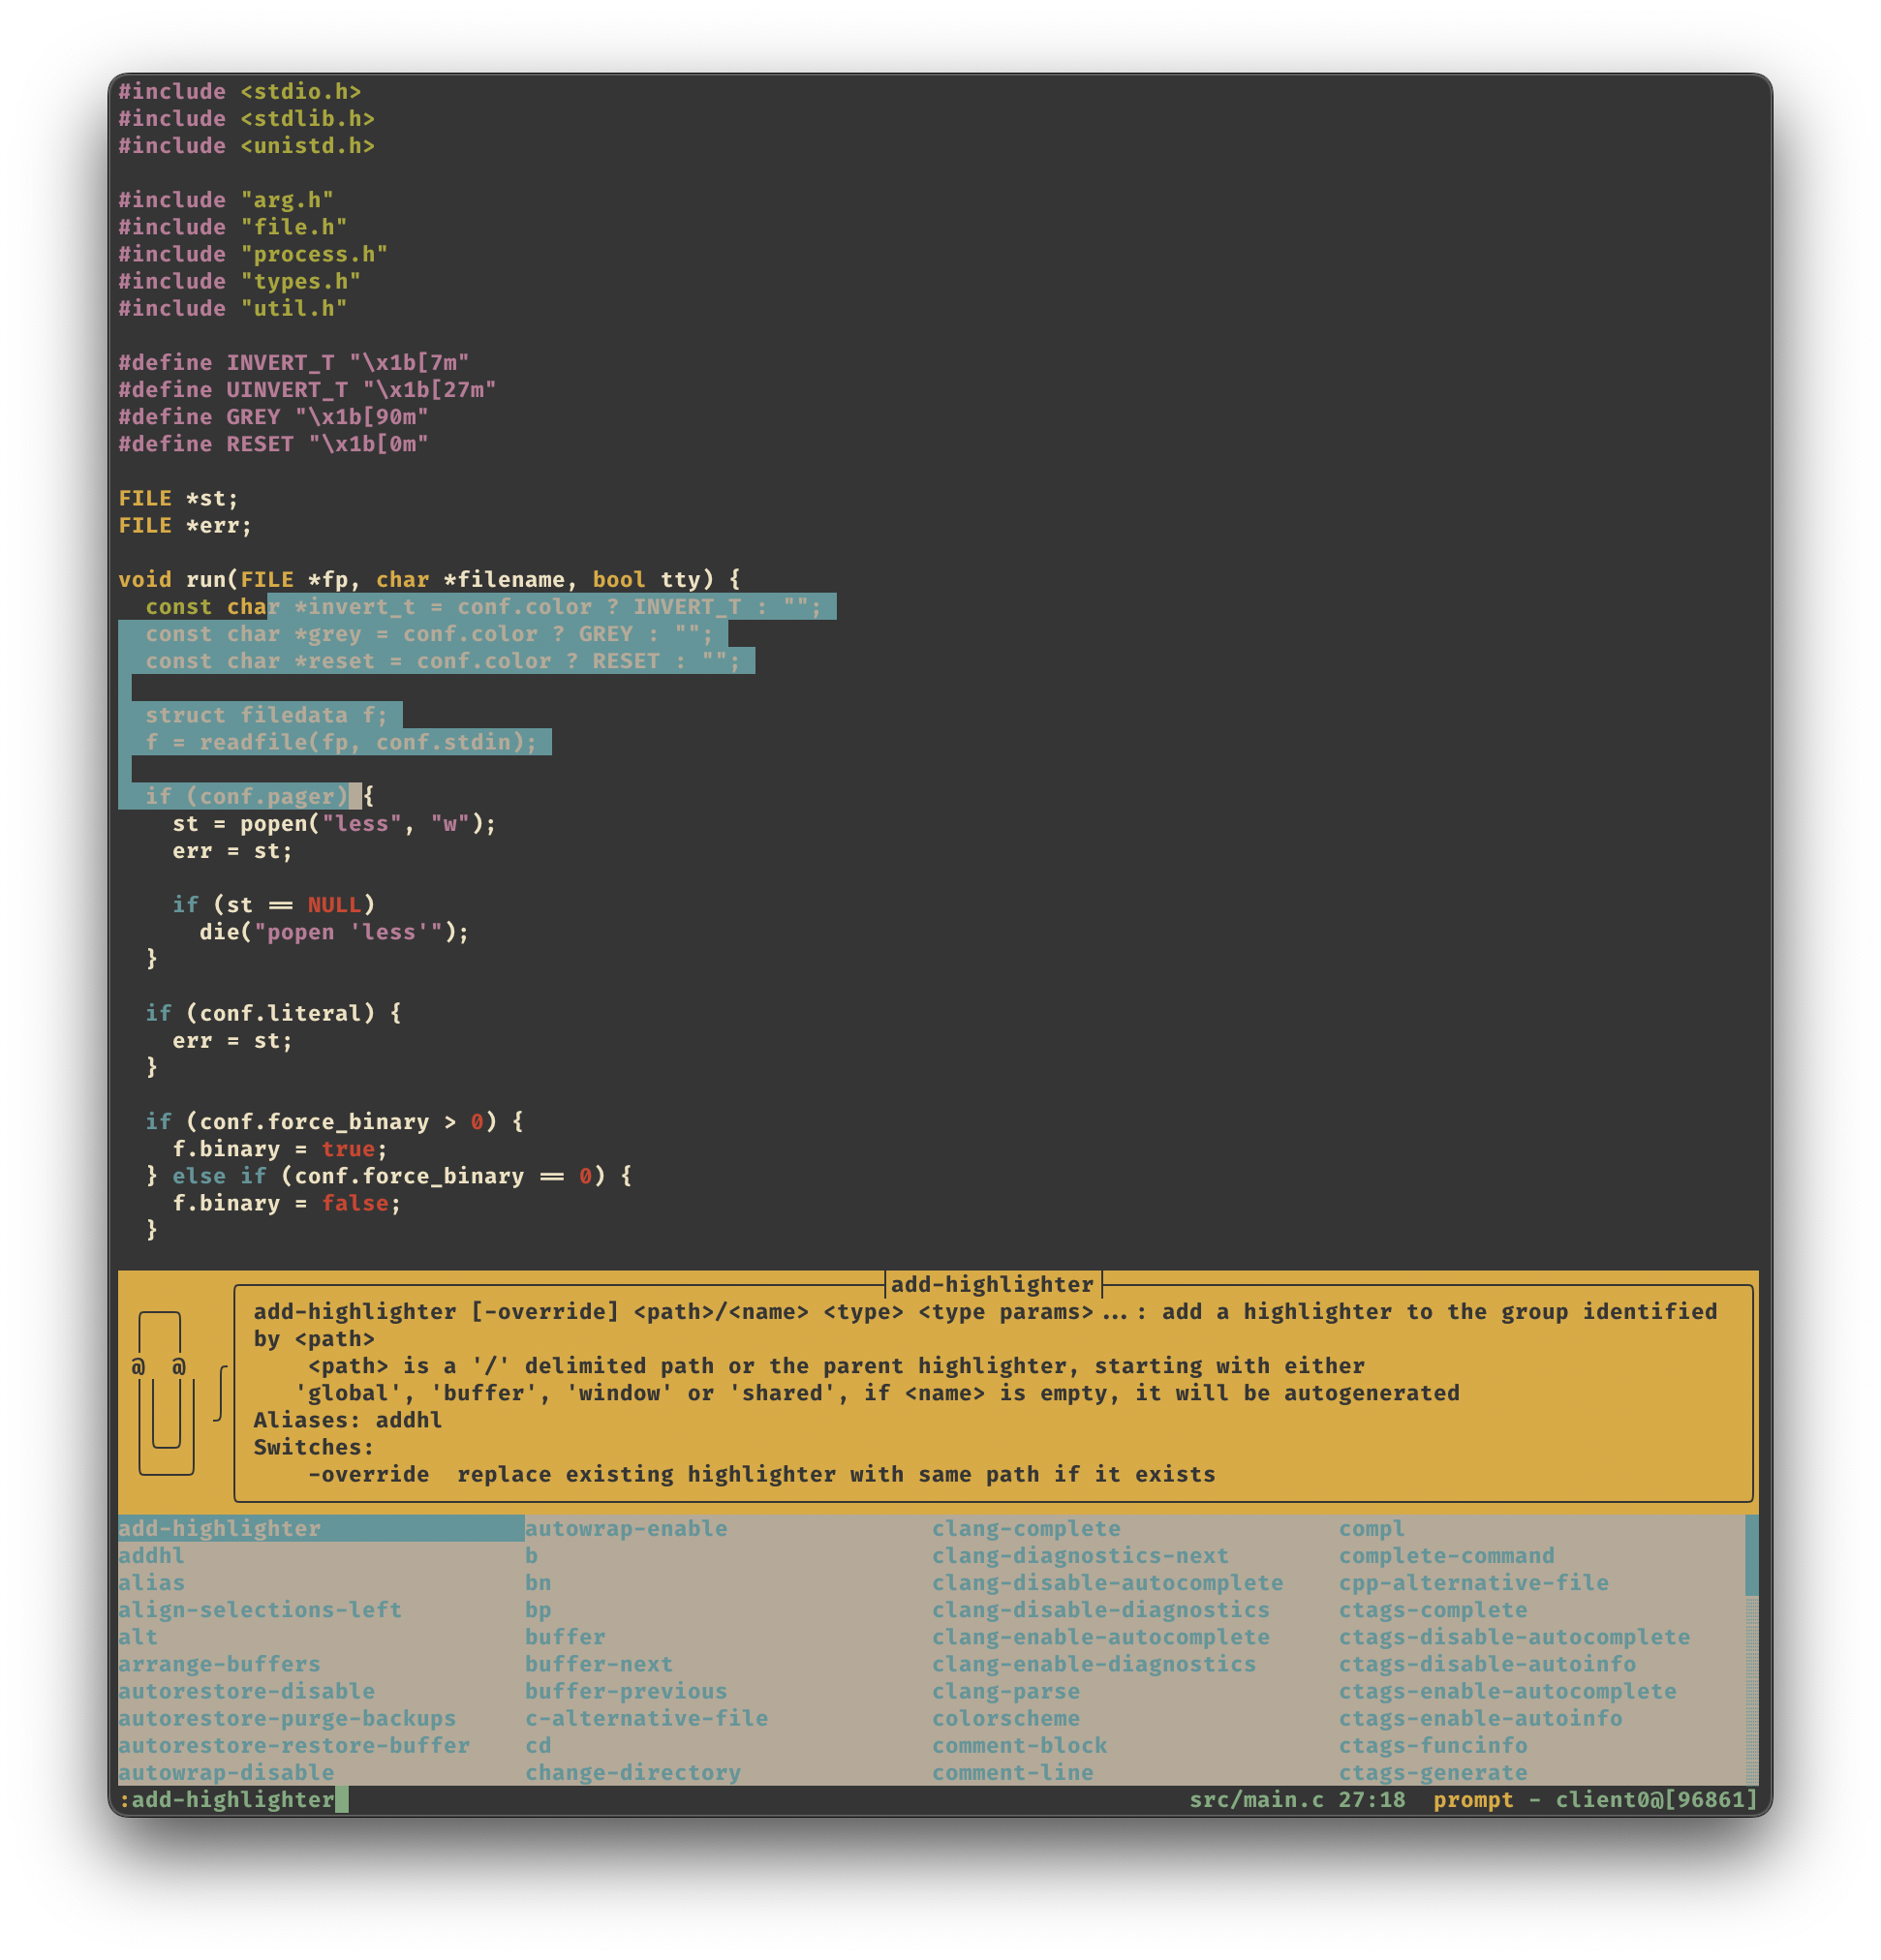 #include <stdio.h>
#include <stdlib.h>
#include <unistd.h>

#include "arg.h"
#include "file.h"
#include "process.h"
#include "types.h"
#include "util.h"

#define INVERT_T "\x1b[7m"
#define UINVERT_T "\x1b[27m"
#define GREY "\x1b[90m"
#define RESET "\x1b[0m"

FILE *st;
FILE *err;

void run(FILE *fp, char *filename, bool tty) {
  const char *invert_t = conf.color ? INVERT_T : "";
  const char *grey = conf.color ? GREY : "";
  const char *reset = conf.color ? RESET : "";

  struct filedata f;
  f = readfile(fp, conf.stdin);

  if (conf.pager) {
    st = popen("less", "w");
    err = st;

    if (st == NULL)
      die("popen 'less'");
  }

  if (conf.literal) {
    err = st;
  }

  if (conf.force_binary > 0) {
    f.binary = true;
  } else if (conf.force_binary == 0) {
    f.binary = false;
  }

add-highlighter
add-highlighter [-override] <path>/<name> <type> <type params>...: add a highlighter to the group identified
by <path>
    <path> is a '/' delimited path or the parent highlighter, starting with either
@ @
   'global', 'buffer', 'window' or 'shared', if <name> is empty, it will be autogenerated
Aliases: addhl
Switches:
    -override  replace existing highlighter with same path if it exists
add-highlighter autowrap-enable clang-complete compl
addhl b clang-diagnostics-next complete-command
alias bn clang-disable-autocomplete cpp-alternative-file
align-selections-left bp clang-disable-diagnostics ctags-complete
alt buffer clang-enable-autocomplete ctags-disable-autocomplete
arrange-buffers buffer-next clang-enable-diagnostics ctags-disable-autoinfo
autorestore-disable buffer-previous clang-parse ctags-enable-autocomplete
autorestore-purge-backups c-alternative-file colorscheme ctags-enable-autoinfo
autorestore-restore-buffer cd comment-block ctags-funcinfo
autowrap-disable change-directory comment-line ctags-generate
:add-highlighter src/main.c 27:18 prompt - client0@[96861]